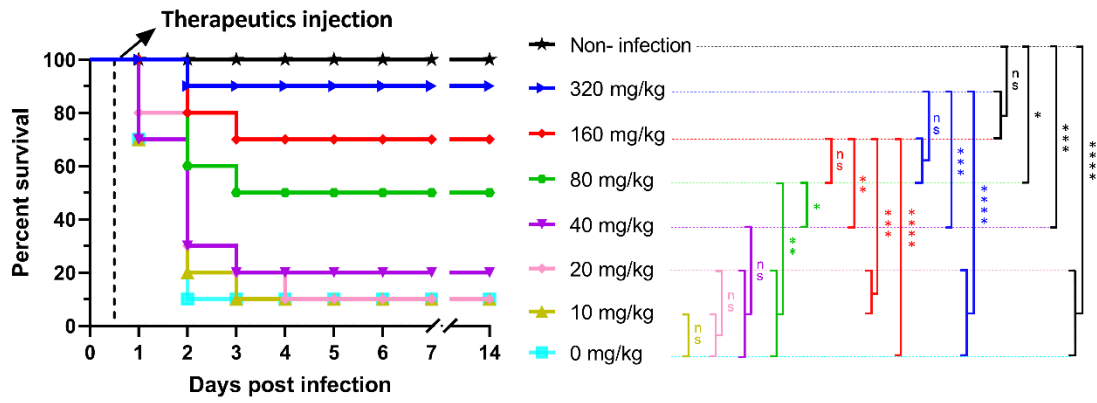 Therapeutics injection
100
80
60
40
20
0
Percent survival
0 1 2 3 4 5 6 7 14
Days post infection
Non- infection
320 mg/kg
160 mg/kg
80 mg/kg
40 mg/kg
20 mg/kg
10 mg/kg
0 mg/kg
ns
ns
ns
**
*
ns
**
***
****
ns
***
****
ns
*
***
****